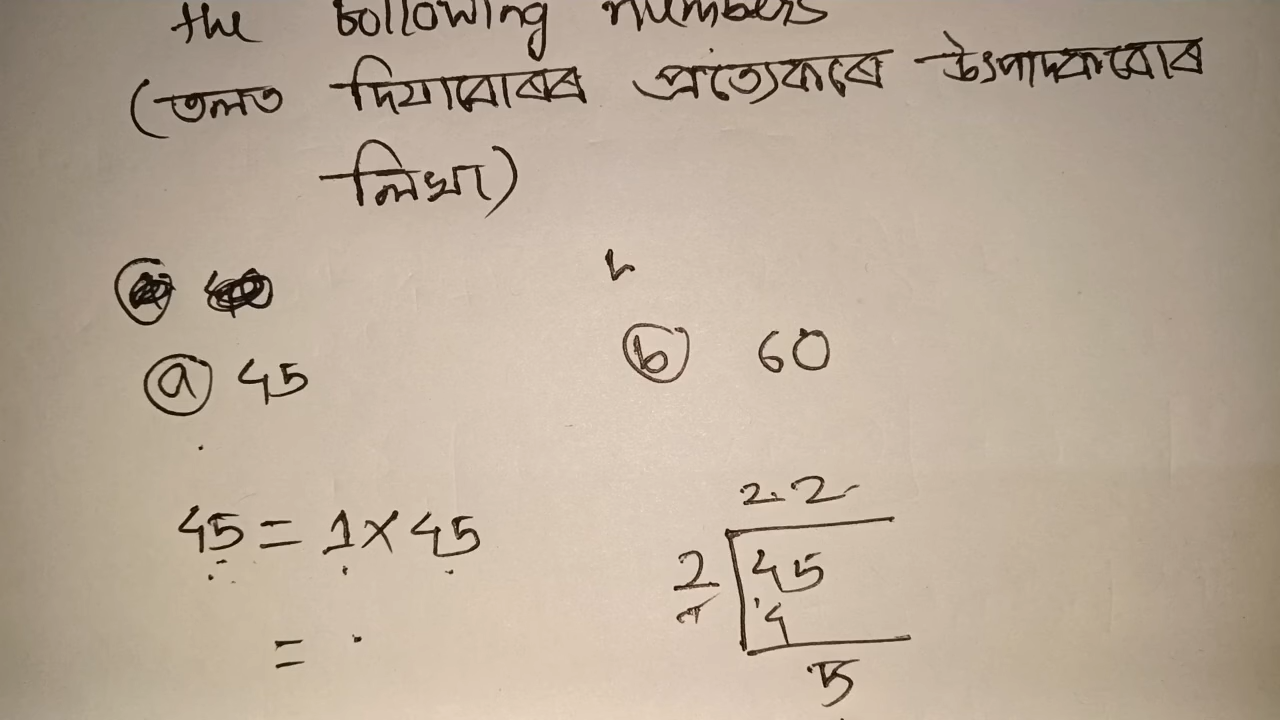 the following numbers
(তলত দিয়াবোৰৰ প্ৰত্যেকৰে উৎপাদকবোৰ
লিখা)
ⓐ 45
ⓑ 60
45 = 1 × 45
=
2 2
2 45
4
5